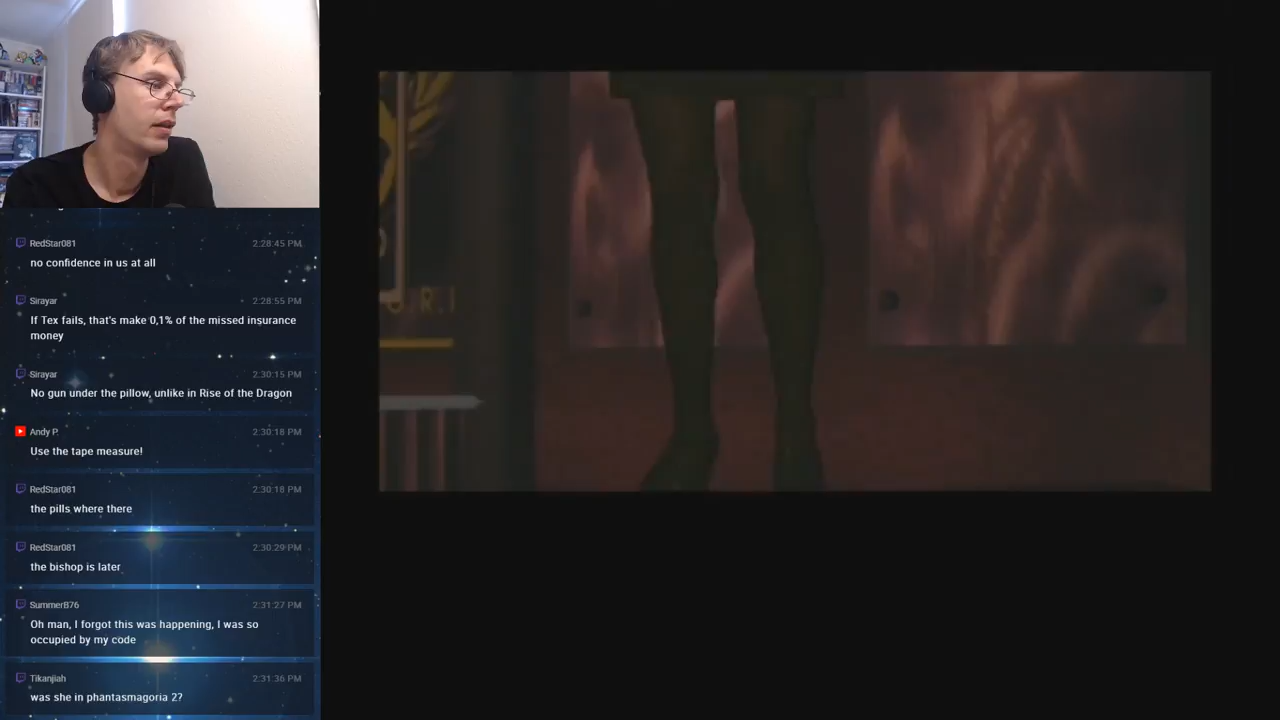 RedStar081 2:28:45 PM
no confidence in us at all
Sirayar 2:28:55 PM
If Tex fails, that's make 0,1% of the missed insurance
money
Sirayar 2:30:15 PM
No gun under the pillow, unlike in Rise of the Dragon
Andy P. 2:30:18 PM
Use the tape measure!
RedStar081 2:30:18 PM
the pills where there
RedStar081 2:30:29 PM
the bishop is later
SummerB76 2:31:27 PM
Oh man, I forgot this was happening, I was so
occupied by my code
Tikanjiah 2:31:36 PM
was she in phantasmagoria 2?